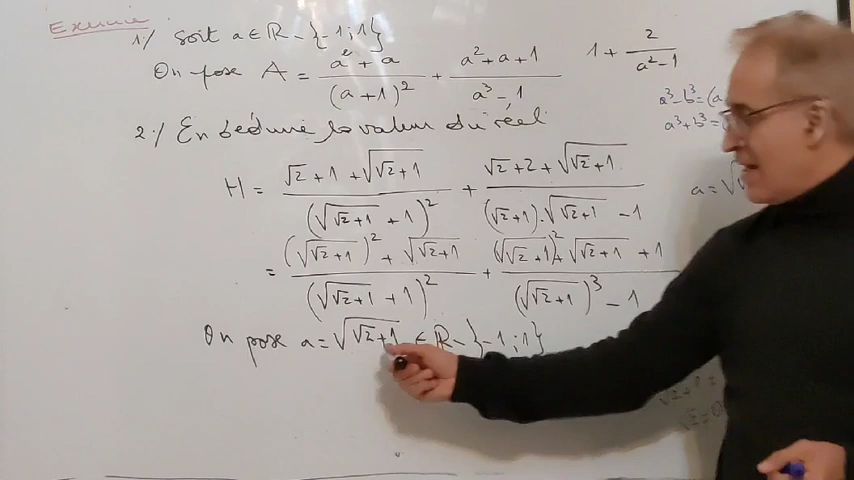 Exercice
1°/ soit a ∈ ℝ - {-1; 1}
On pose A = (a² + a)/(a + 1)² + (a² + a + 1)/(a³ - 1)
1 + 2/(a² - 1)
a³ - b³ = (a
a³ + b³ =
2°/ En déduire la valeur du réel
H = (√2 + 1 + √(√2 + 1))/(√(√2 + 1) + 1)² + (√2 + 2 + √(√2 + 1))/((√2 + 1).√(√2 + 1) - 1)
a = √
= ((√(√2 + 1))² + √(√2 + 1))/(√(√2 + 1) + 1)² + ((√(√2 + 1))² + √(√2 + 1) + 1)/((√(√2 + 1))³ - 1)
On pose a = √(√2 + 1) ∈ ℝ - {-1; 1}